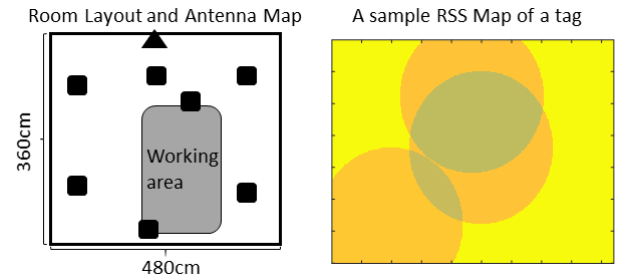 Room Layout and Antenna Map
A sample RSS Map of a tag
360cm
Working
area
480cm